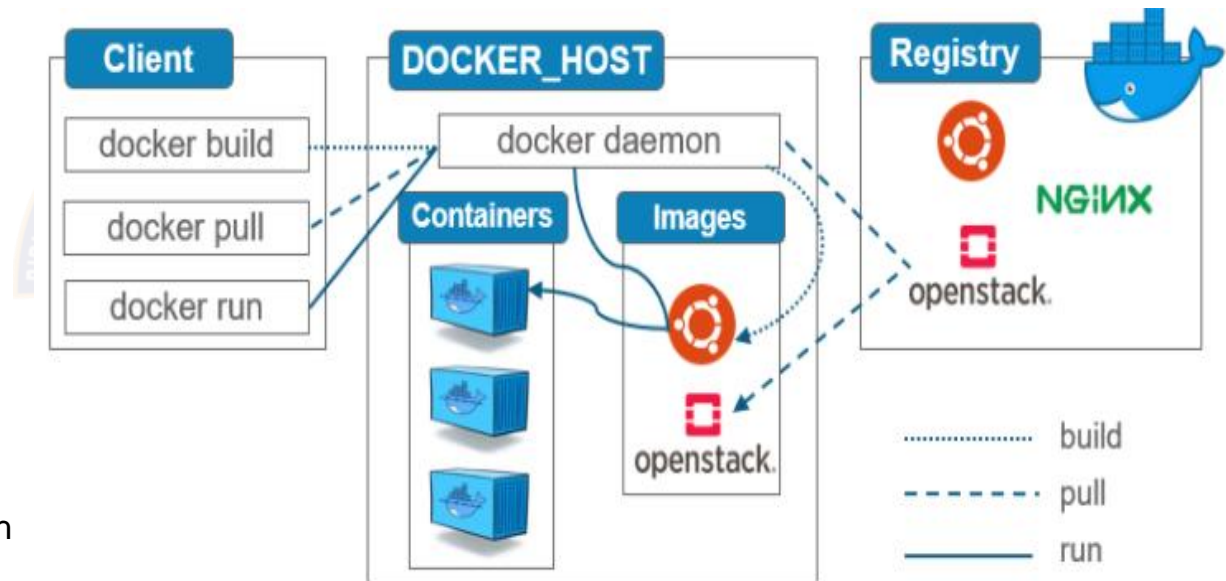 Client
docker build
docker pull
docker run
DOCKER_HOST
docker daemon
Containers
Images
openstack.
Registry
NGiNX
openstack.
build
pull
run